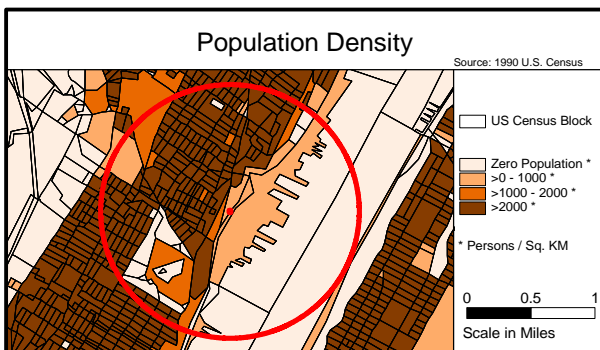 Population Density
Source: 1990 U.S. Census
US Census Block
Zero Population *
>0 - 1000 *
>1000 - 2000 *
>2000 *
* Persons / Sq. KM
0 0.5 1
Scale in Miles